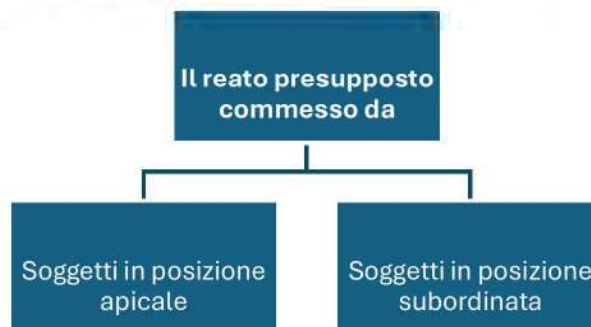 Il reato presupposto
commesso da
Soggetti in posizione
apicale
Soggetti in posizione
subordinata